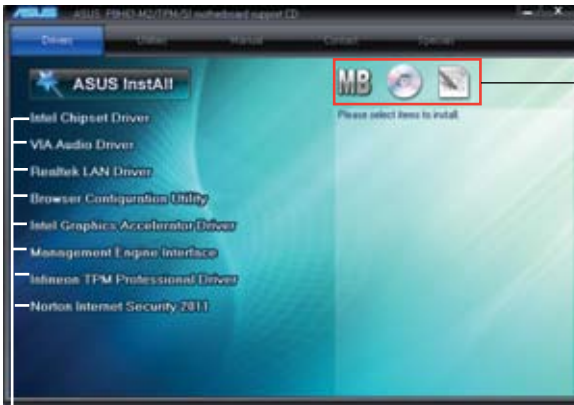 ASUS P8H61-M2/TPM/SI motherboard support CD
Drivers Utilities Manual Contact Specials
ASUS InstAll
MB
Please select items to install.
Intel Chipset Driver
VIA Audio Driver
Realtek LAN Driver
Browser Configuration Utility
Intel Graphics Accelerator Driver
Management Engine Interface
Infineon TPM Professional Driver
Norton Internet Security 2011